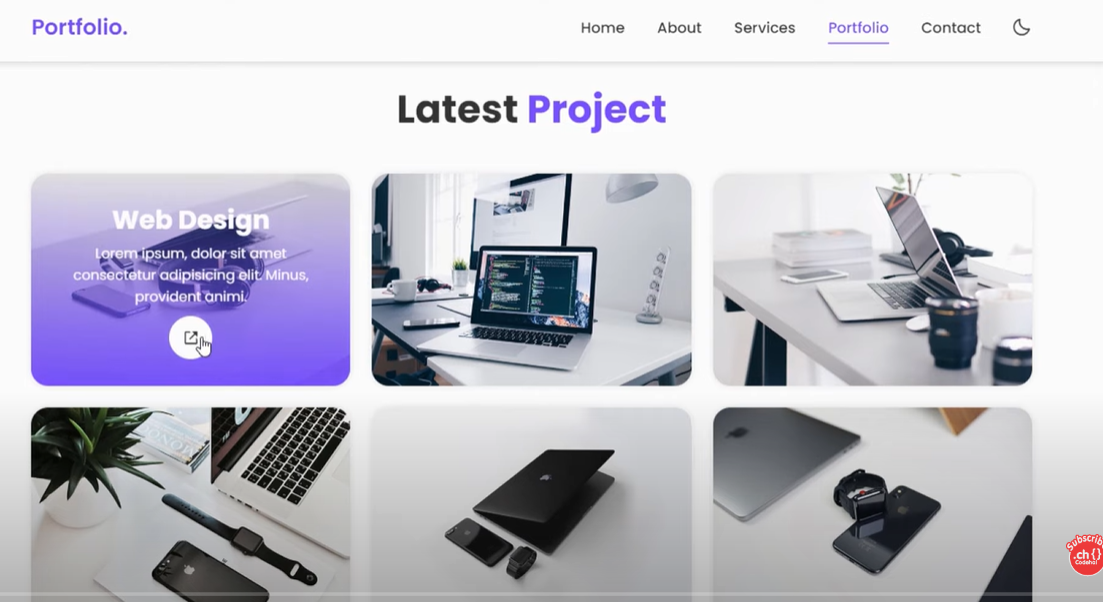 Portfolio.
Home About Services Portfolio Contact
Latest Project
Web Design
Lorem ipsum, dolor sit amet
consectetur adipisicing elit. Minus,
provident animi.
Subscrib
.ch {}
Codehal